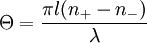 Θ = πl(n₊ − n₋) / λ